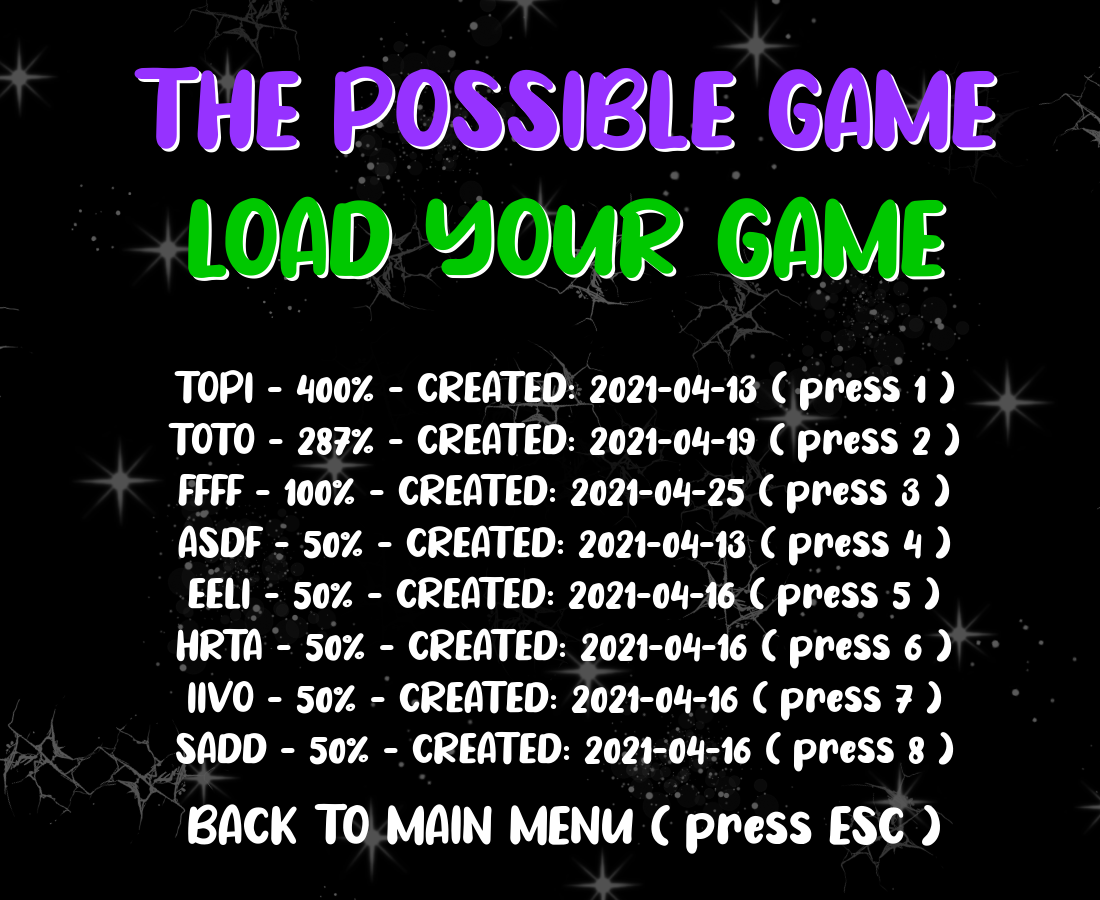 THE POSSIBLE GAME
LOAD YOUR GAME
TOPI - 400% - CREATED: 2021-04-13 ( press 1 )
TOTO - 287% - CREATED: 2021-04-19 ( press 2 )
FFFF - 100% - CREATED: 2021-04-25 ( press 3 )
ASDF - 50% - CREATED: 2021-04-13 ( press 4 )
EELI - 50% - CREATED: 2021-04-16 ( press 5 )
HRTA - 50% - CREATED: 2021-04-16 ( press 6 )
IIVO - 50% - CREATED: 2021-04-16 ( press 7 )
SADD - 50% - CREATED: 2021-04-16 ( press 8 )
BACK TO MAIN MENU ( press ESC )